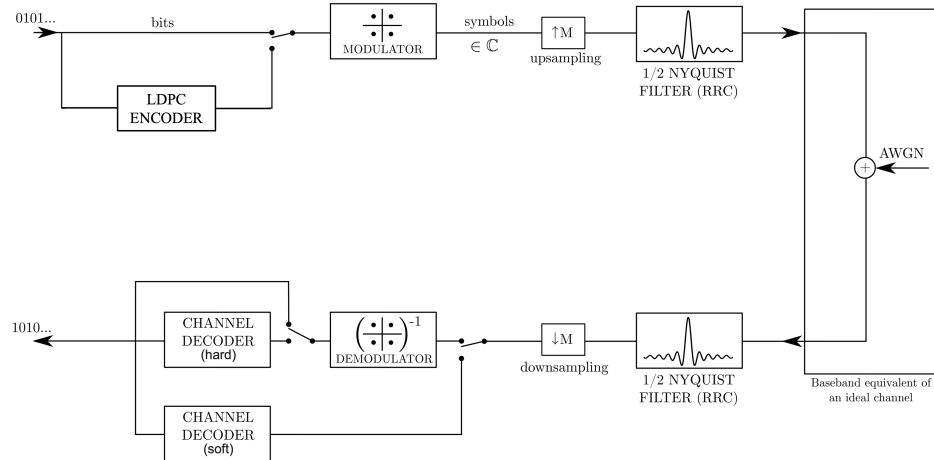 0101...
bits
LDPC
ENCODER
MODULATOR
symbols
∈ ℂ
↑M
upsampling
1/2 NYQUIST
FILTER (RRC)
+
AWGN
1010...
CHANNEL
DECODER
(hard)
CHANNEL
DECODER
(soft)
( )-1
DEMODULATOR
↓M
downsampling
1/2 NYQUIST
FILTER (RRC)
Baseband equivalent of
an ideal channel